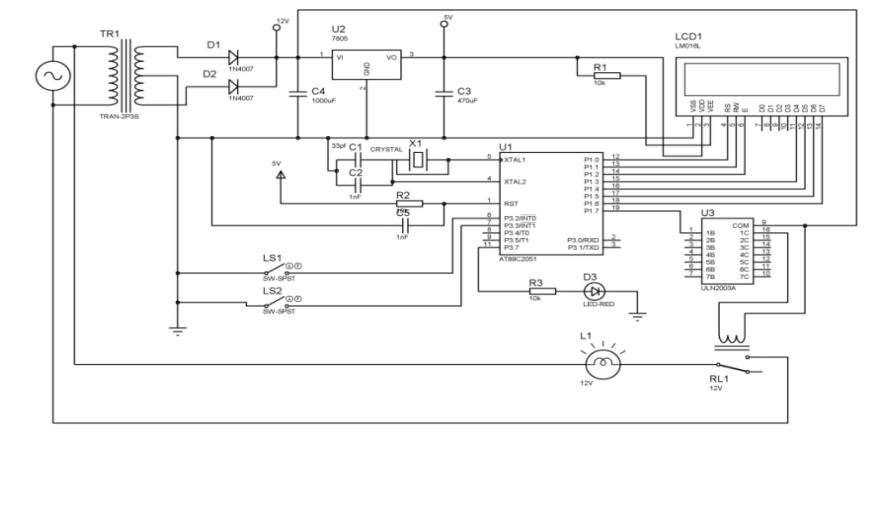 TR1
TRAN-2P3S
D1
1N4007
D2
1N4007
12V
U2
7805
1
VI
VO
3
GND
2
5V
C4
1000uF
C3
470uF
R1
10k
LCD1
LM016L
VSS VDD VEE RS RW E D0 D1 D2 D3 D4 D5 D6 D7
1 2 3 4 5 6 7 8 9 10 11 12 13 14
33pf
C1
CRYSTAL
X1
C2
1nF
5V
R2
C5
1nF
U1
5 XTAL1
4 XTAL2
1 RST
6 P3.2/INT0
7 P3.3/INT1
8 P3.4/T0
9 P3.5/T1
11 P3.7
P1.0 12
P1.1 13
P1.2 14
P1.3 15
P1.4 16
P1.5 17
P1.6 18
P1.7 19
P3.0/RXD 2
P3.1/TXD 3
AT89C2051
LS1
SW-SPST
LS2
SW-SPST
R3
10k
D3
LED-RED
U3
COM 9
1 1B 1C 16
2 2B 2C 15
3 3B 3C 14
4 4B 4C 13
5 5B 5C 12
6 6B 6C 11
7 7B 7C 10
ULN2003A
L1
12V
RL1
12V